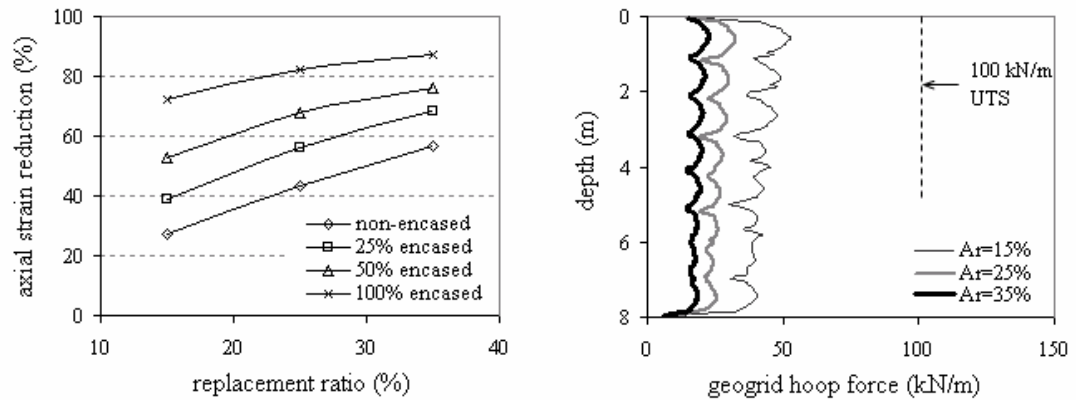 axial strain reduction (%)
100
80
60
40
20
0
10
20
30
40
replacement ratio (%)
non-encased
25% encased
50% encased
100% encased
depth (m)
0
2
4
6
8
0
50
100
150
geogrid hoop force (kN/m)
100 kN/m
UTS
Ar=15%
Ar=25%
Ar=35%